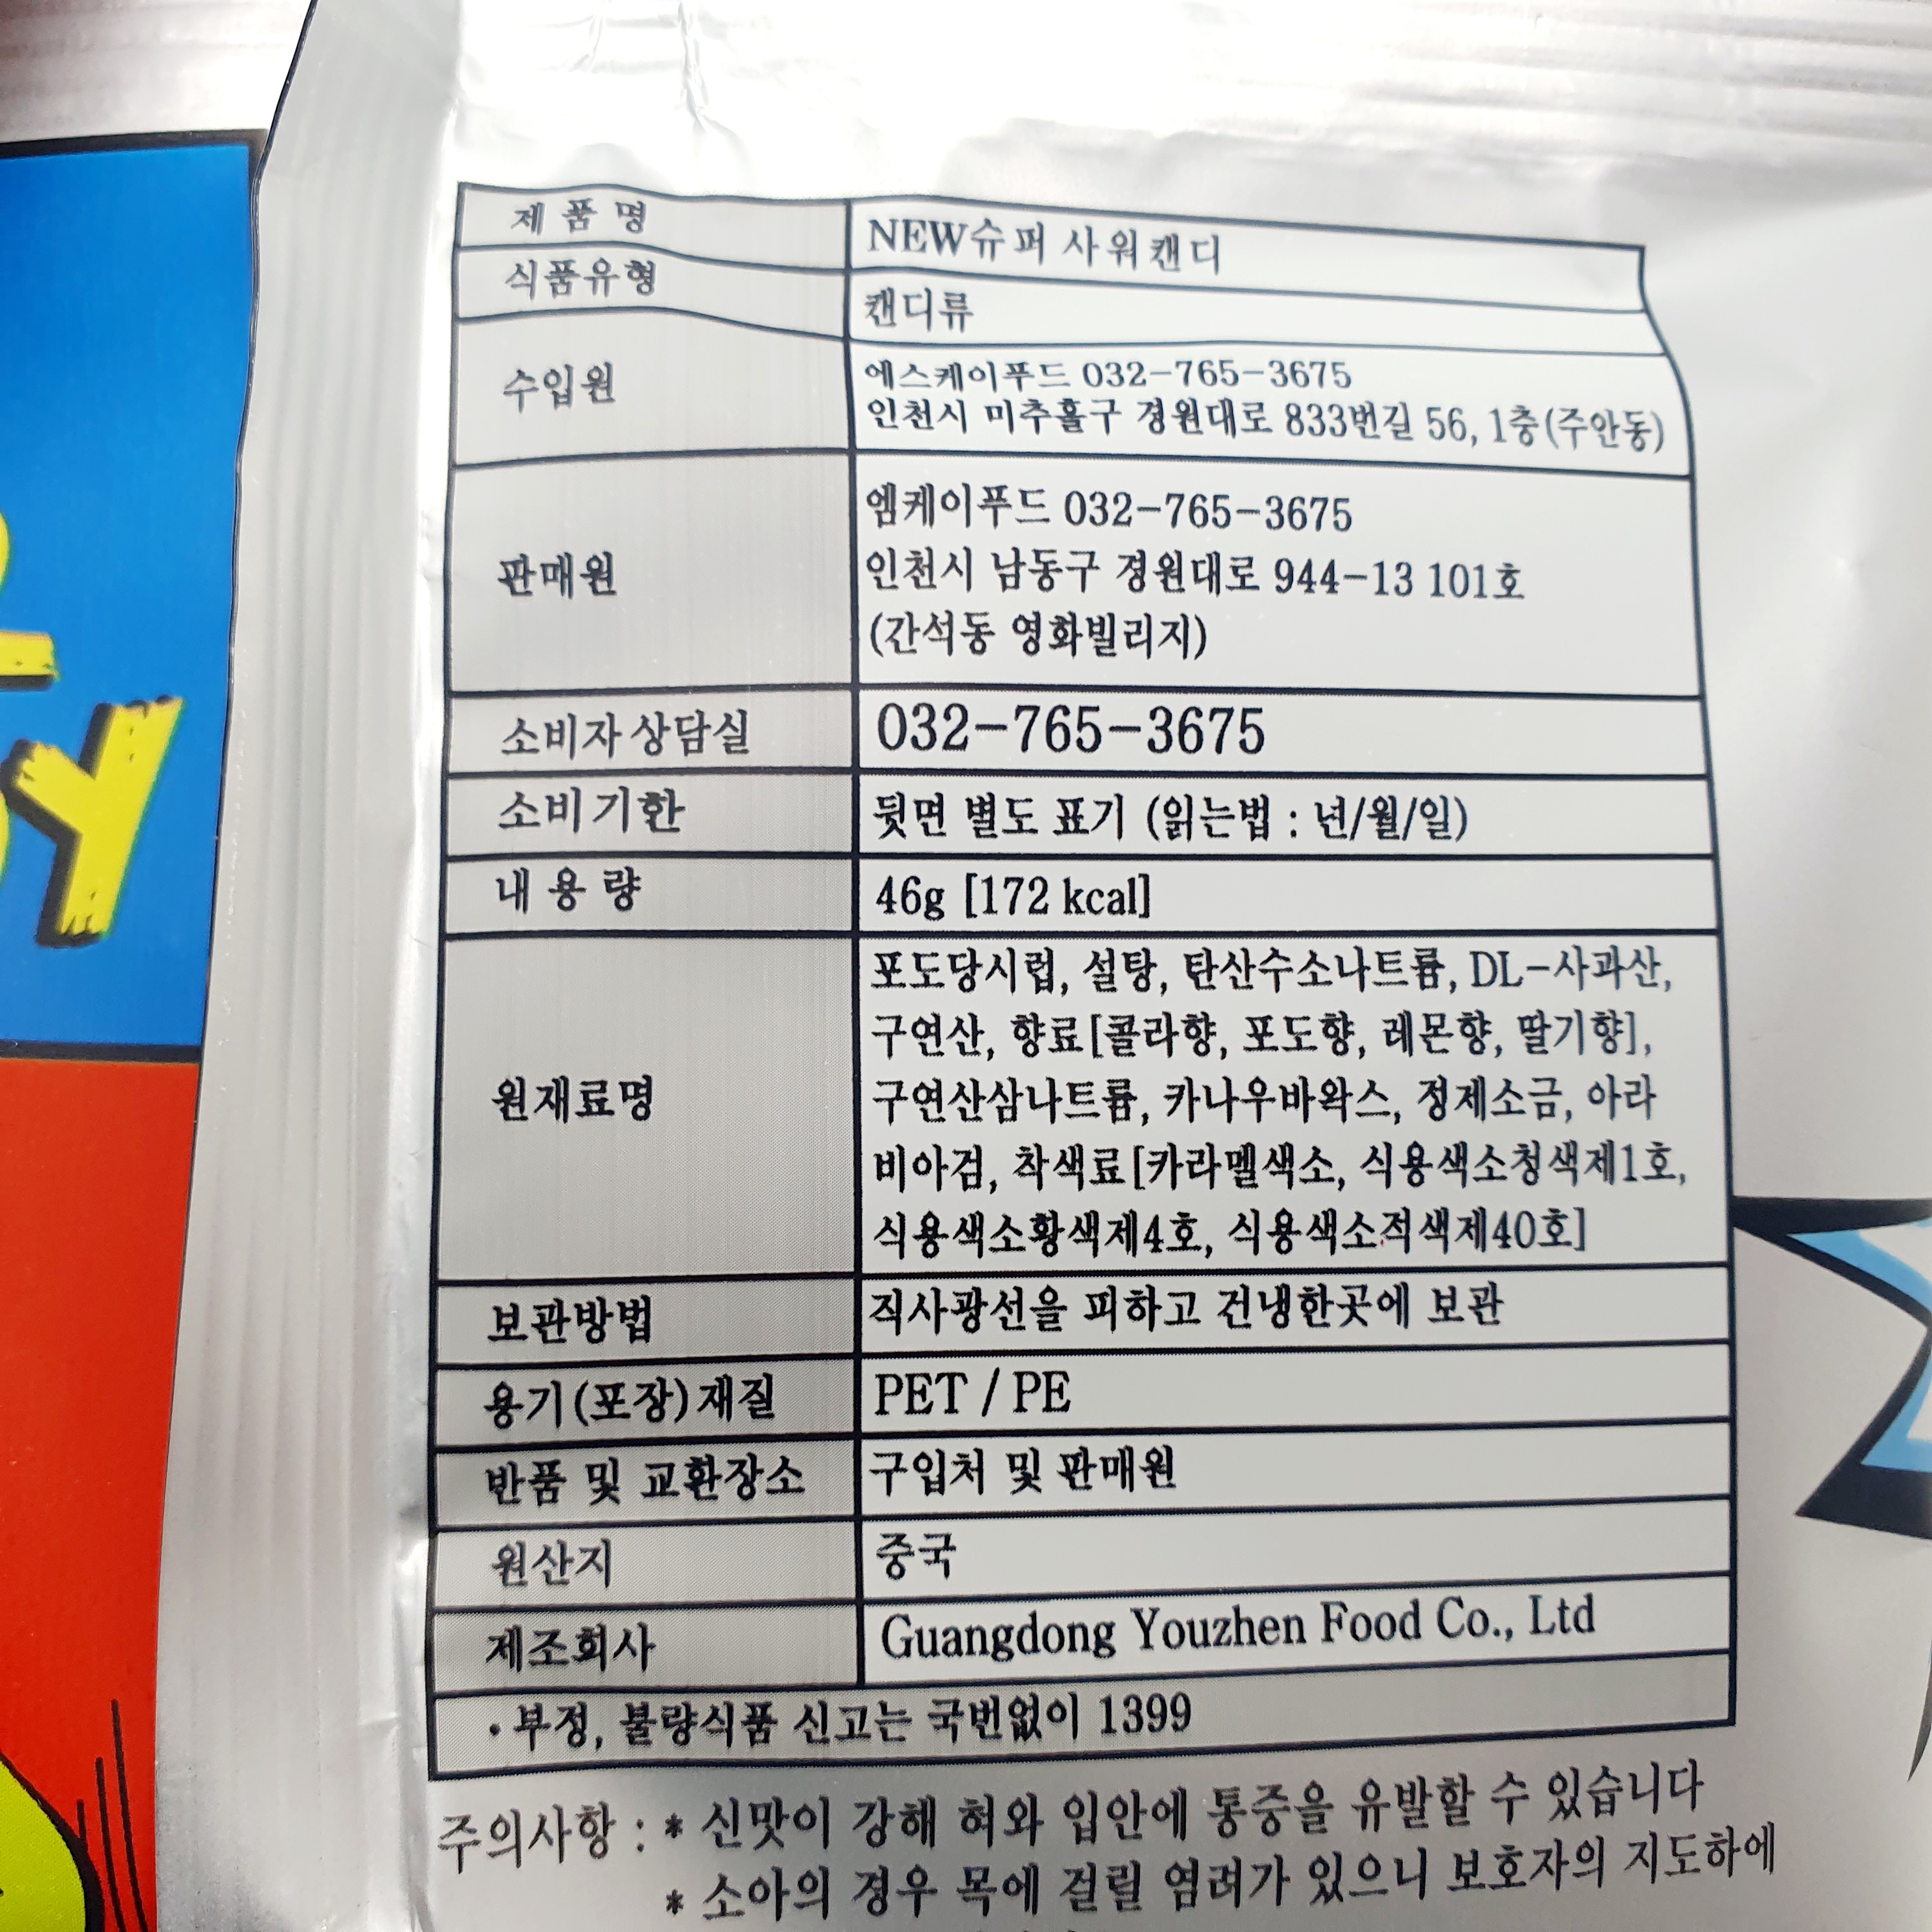 제품명 NEW슈퍼 사워캔디
식품유형 캔디류
수입원 에스케이푸드 032-765-3675
인천시 미추홀구 경원대로 833번길 56, 1층(주안동)
판매원 엠케이푸드 032-765-3675
인천시 남동구 경원대로 944-13 101호
(간석동 영화빌리지)
소비자상담실 032-765-3675
소비기한 뒷면 별도 표기 (읽는법 : 년/월/일)
내용량 46g [172 kcal]
원재료명 포도당시럽, 설탕, 탄산수소나트륨, DL-사과산,
구연산, 향료[콜라향, 포도향, 레몬향, 딸기향],
구연산삼나트륨, 카나우바왁스, 정제소금, 아라
비아검, 착색료[카라멜색소, 식용색소청색제1호,
식용색소황색제4호, 식용색소적색제40호]
보관방법 직사광선을 피하고 건냉한곳에 보관
용기(포장)재질 PET / PE
반품 및 교환장소 구입처 및 판매원
원산지 중국
제조회사 Guangdong Youzhen Food Co., Ltd
·부정, 불량식품 신고는 국번없이 1399
주의사항 : * 신맛이 강해 혀와 입안에 통증을 유발할 수 있습니다
* 소아의 경우 목에 걸릴 염려가 있으니 보호자의 지도하에
Y